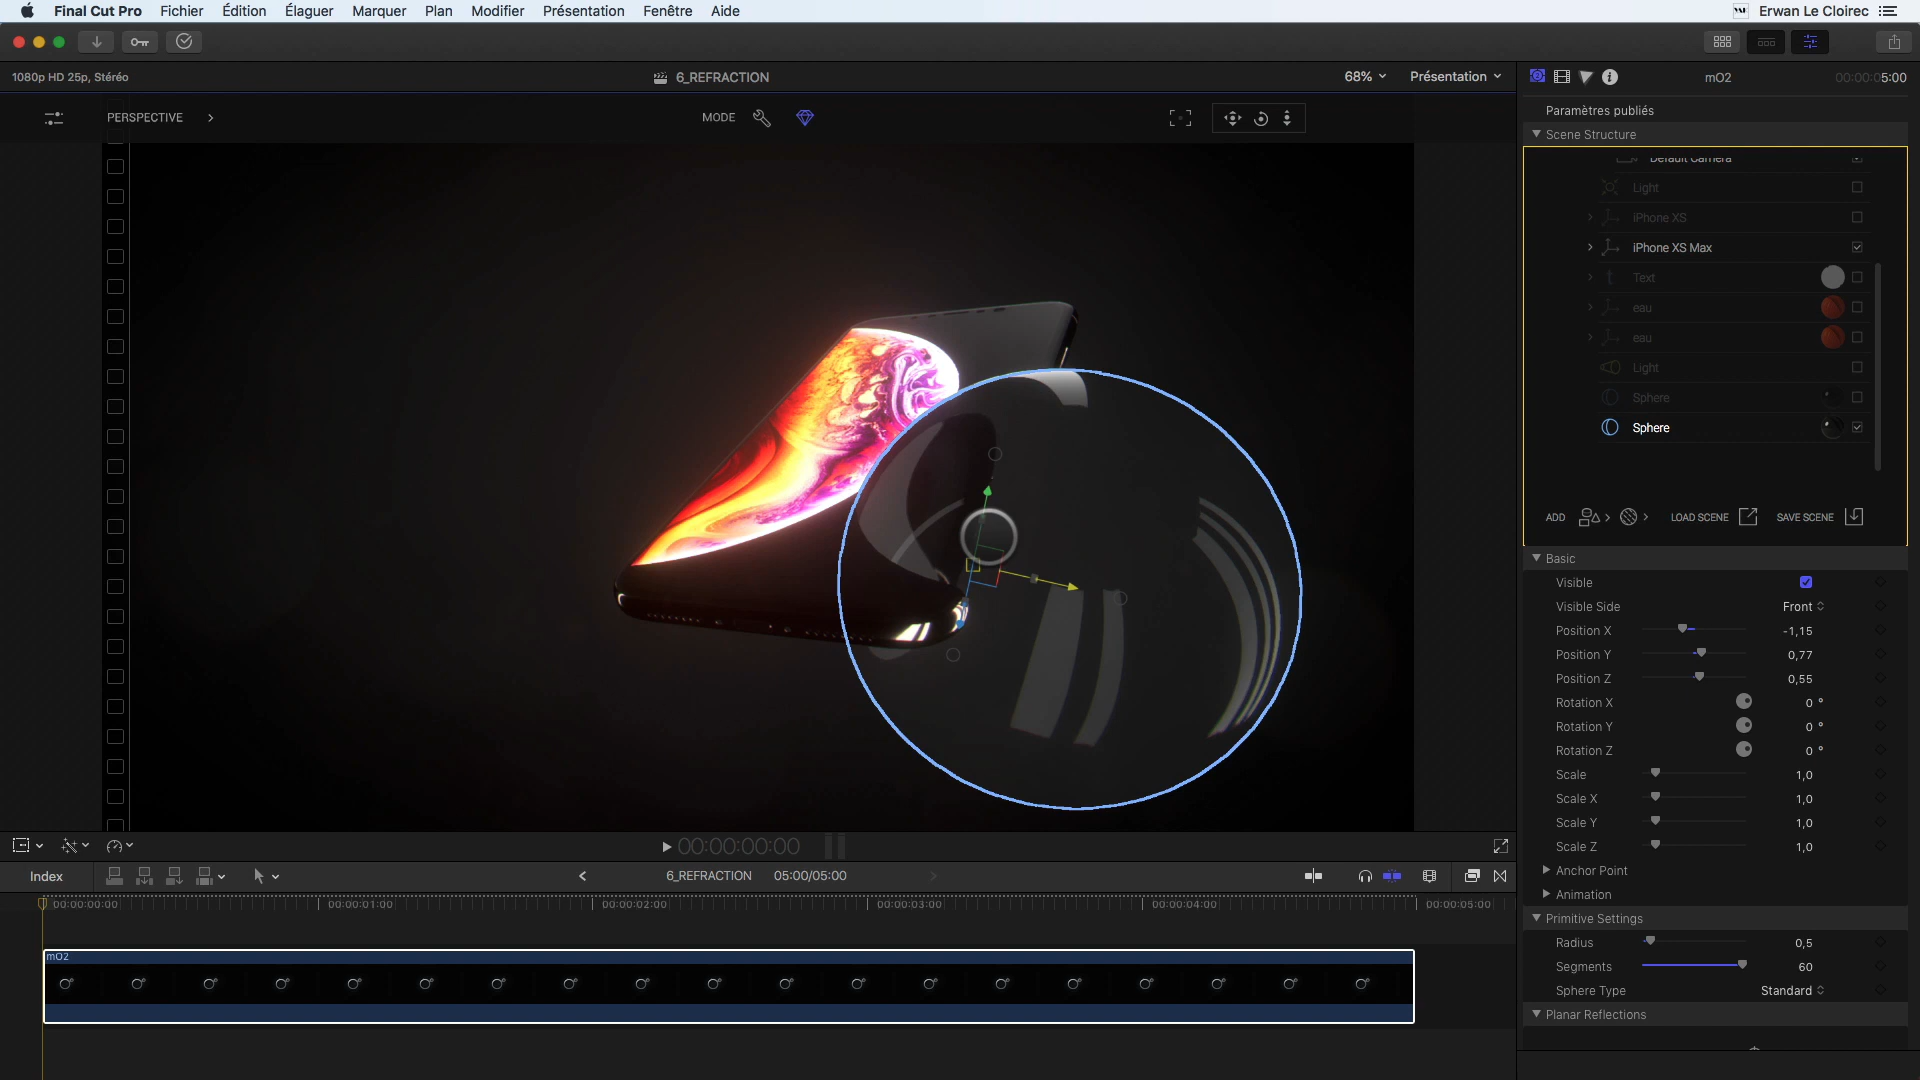 Final Cut Pro Fichier Édition Élaguer Marquer Plan Modifier Présentation Fenêtre Aide Erwan Le Cloirec
1080p HD 25p, Stéréo 6_REFRACTION 68% Présentation mO2 00:00:05:00
PERSPECTIVE MODE
Paramètres publiés
Scene Structure
Default Camera
Light
iPhone XS
iPhone XS Max
Text
eau
eau
Light
Sphere
Sphere
ADD LOAD SCENE SAVE SCENE
Basic
Visible
Visible Side Front
Position X -1,15
Position Y 0,77
Position Z 0,55
Rotation X 0 °
Rotation Y 0 °
Rotation Z 0 °
Scale 1,0
Scale X 1,0
Scale Y 1,0
Scale Z 1,0
Anchor Point
Animation
Primitive Settings
Radius 0,5
Segments 60
Sphere Type Standard
Planar Reflections
00:00:00:00
Index 6_REFRACTION 05:00/05:00
00:00:00:00 00:00:01:00 00:00:02:00 00:00:03:00 00:00:04:00 00:00:05:00
mO2